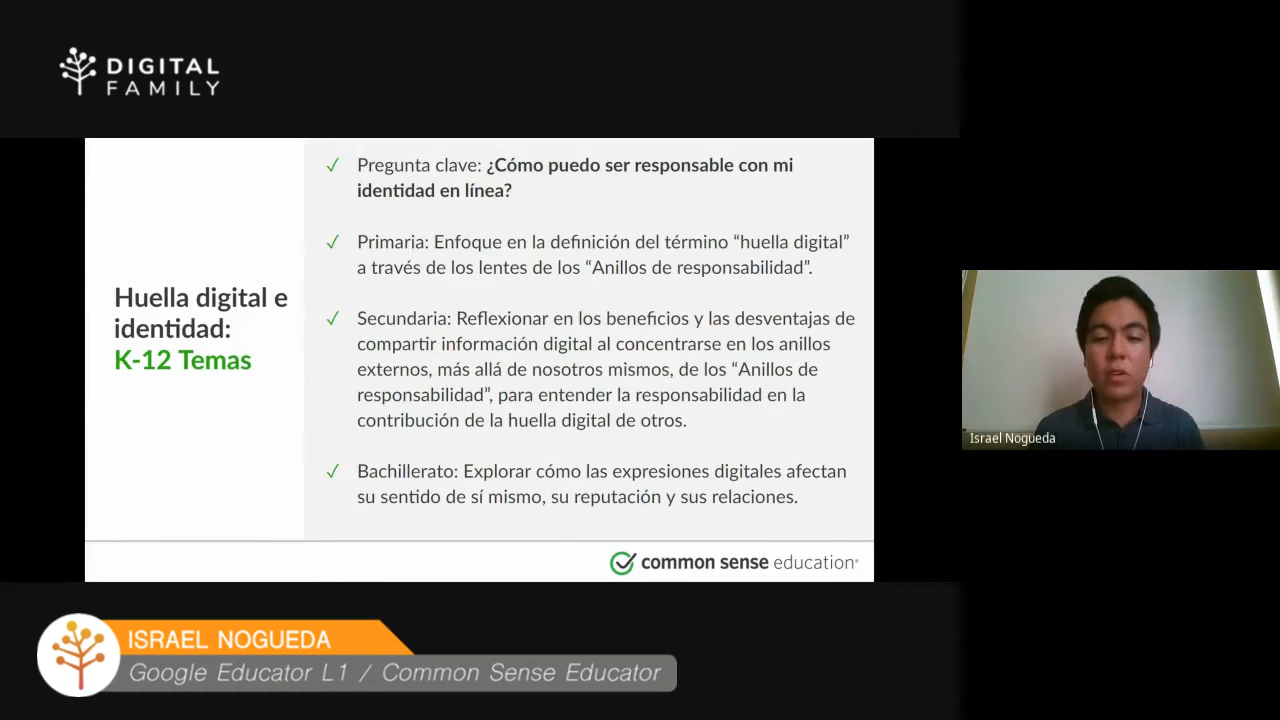 DIGITAL
FAMILY
Huella digital e
identidad:
K-12 Temas
✓ Pregunta clave: ¿Cómo puedo ser responsable con mi
identidad en línea?
✓ Primaria: Enfoque en la definición del término “huella digital”
a través de los lentes de los “Anillos de responsabilidad”.
✓ Secundaria: Reflexionar en los beneficios y las desventajas de
compartir información digital al concentrarse en los anillos
externos, más allá de nosotros mismos, de los “Anillos de
responsabilidad”, para entender la responsabilidad en la
contribución de la huella digital de otros.
✓ Bachillerato: Explorar cómo las expresiones digitales afectan
su sentido de sí mismo, su reputación y sus relaciones.
common sense education®
Israel Nogueda
ISRAEL NOGUEDA
Google Educator L1 / Common Sense Educator